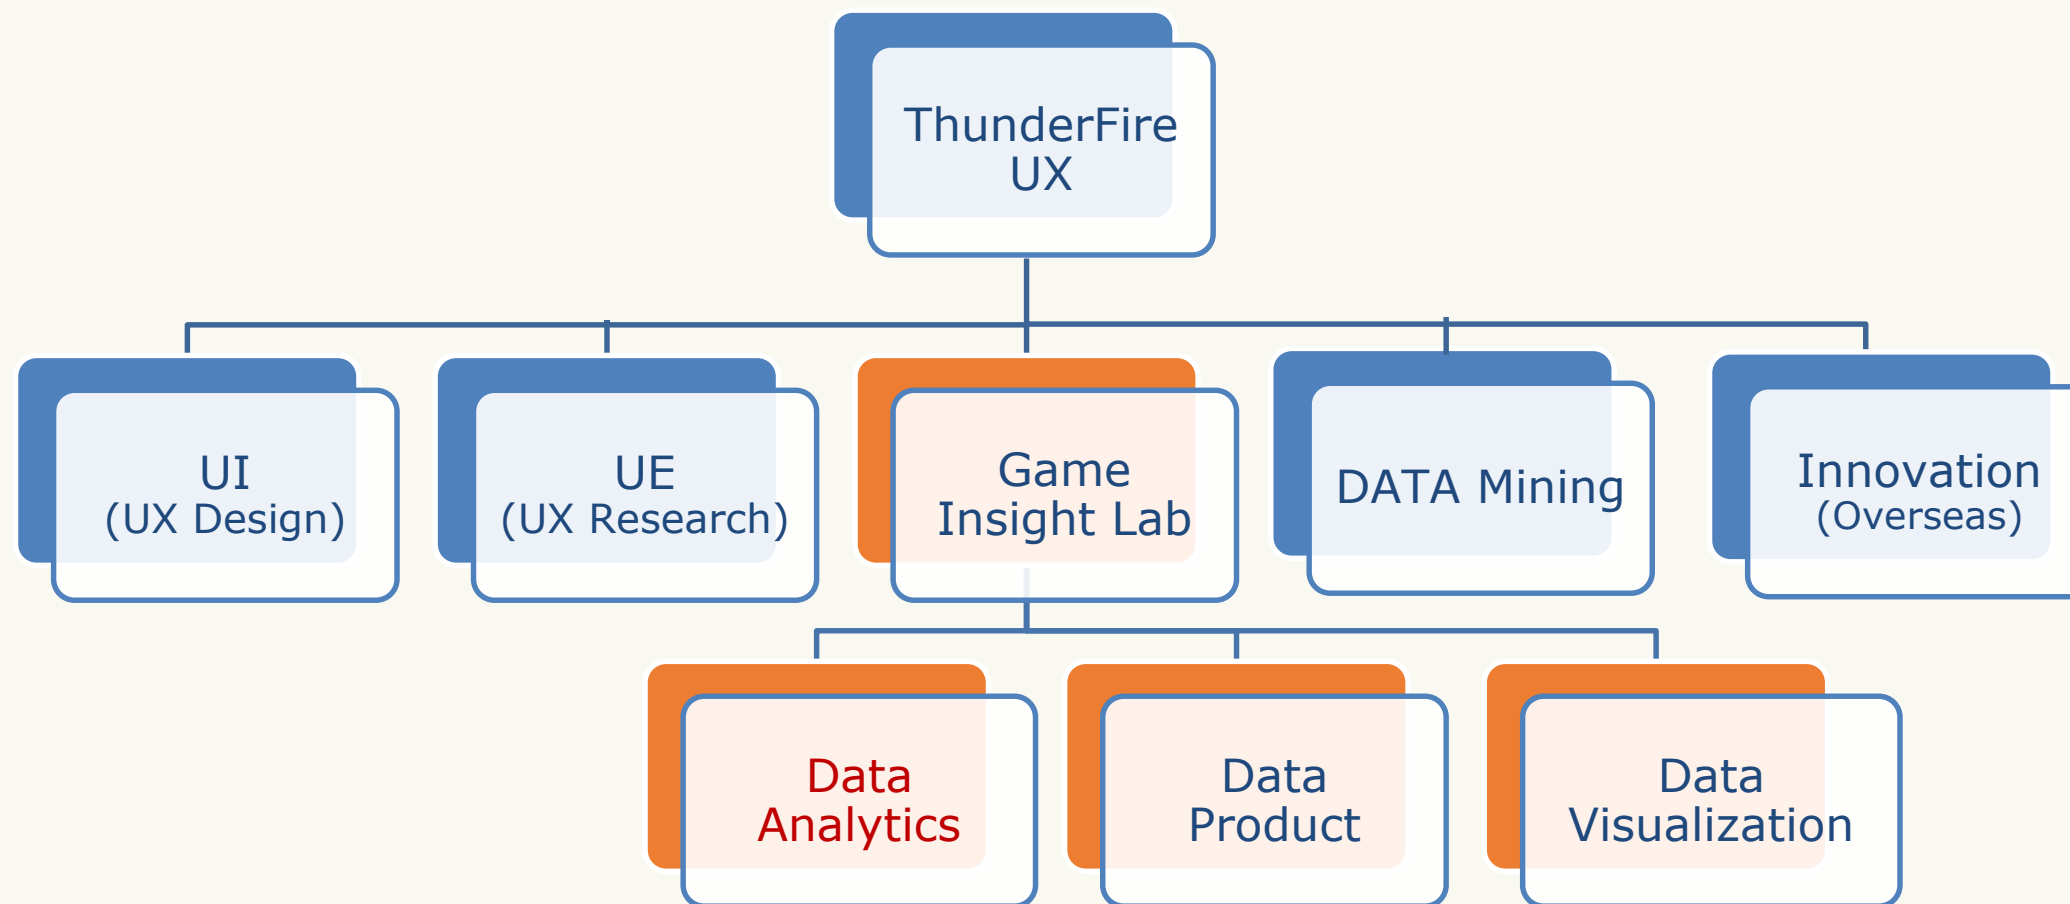 ThunderFire
UX
UI
(UX Design)
UE
(UX Research)
Game
Insight Lab
DATA Mining
Innovation
(Overseas)
Data
Analytics
Data
Product
Data
Visualization